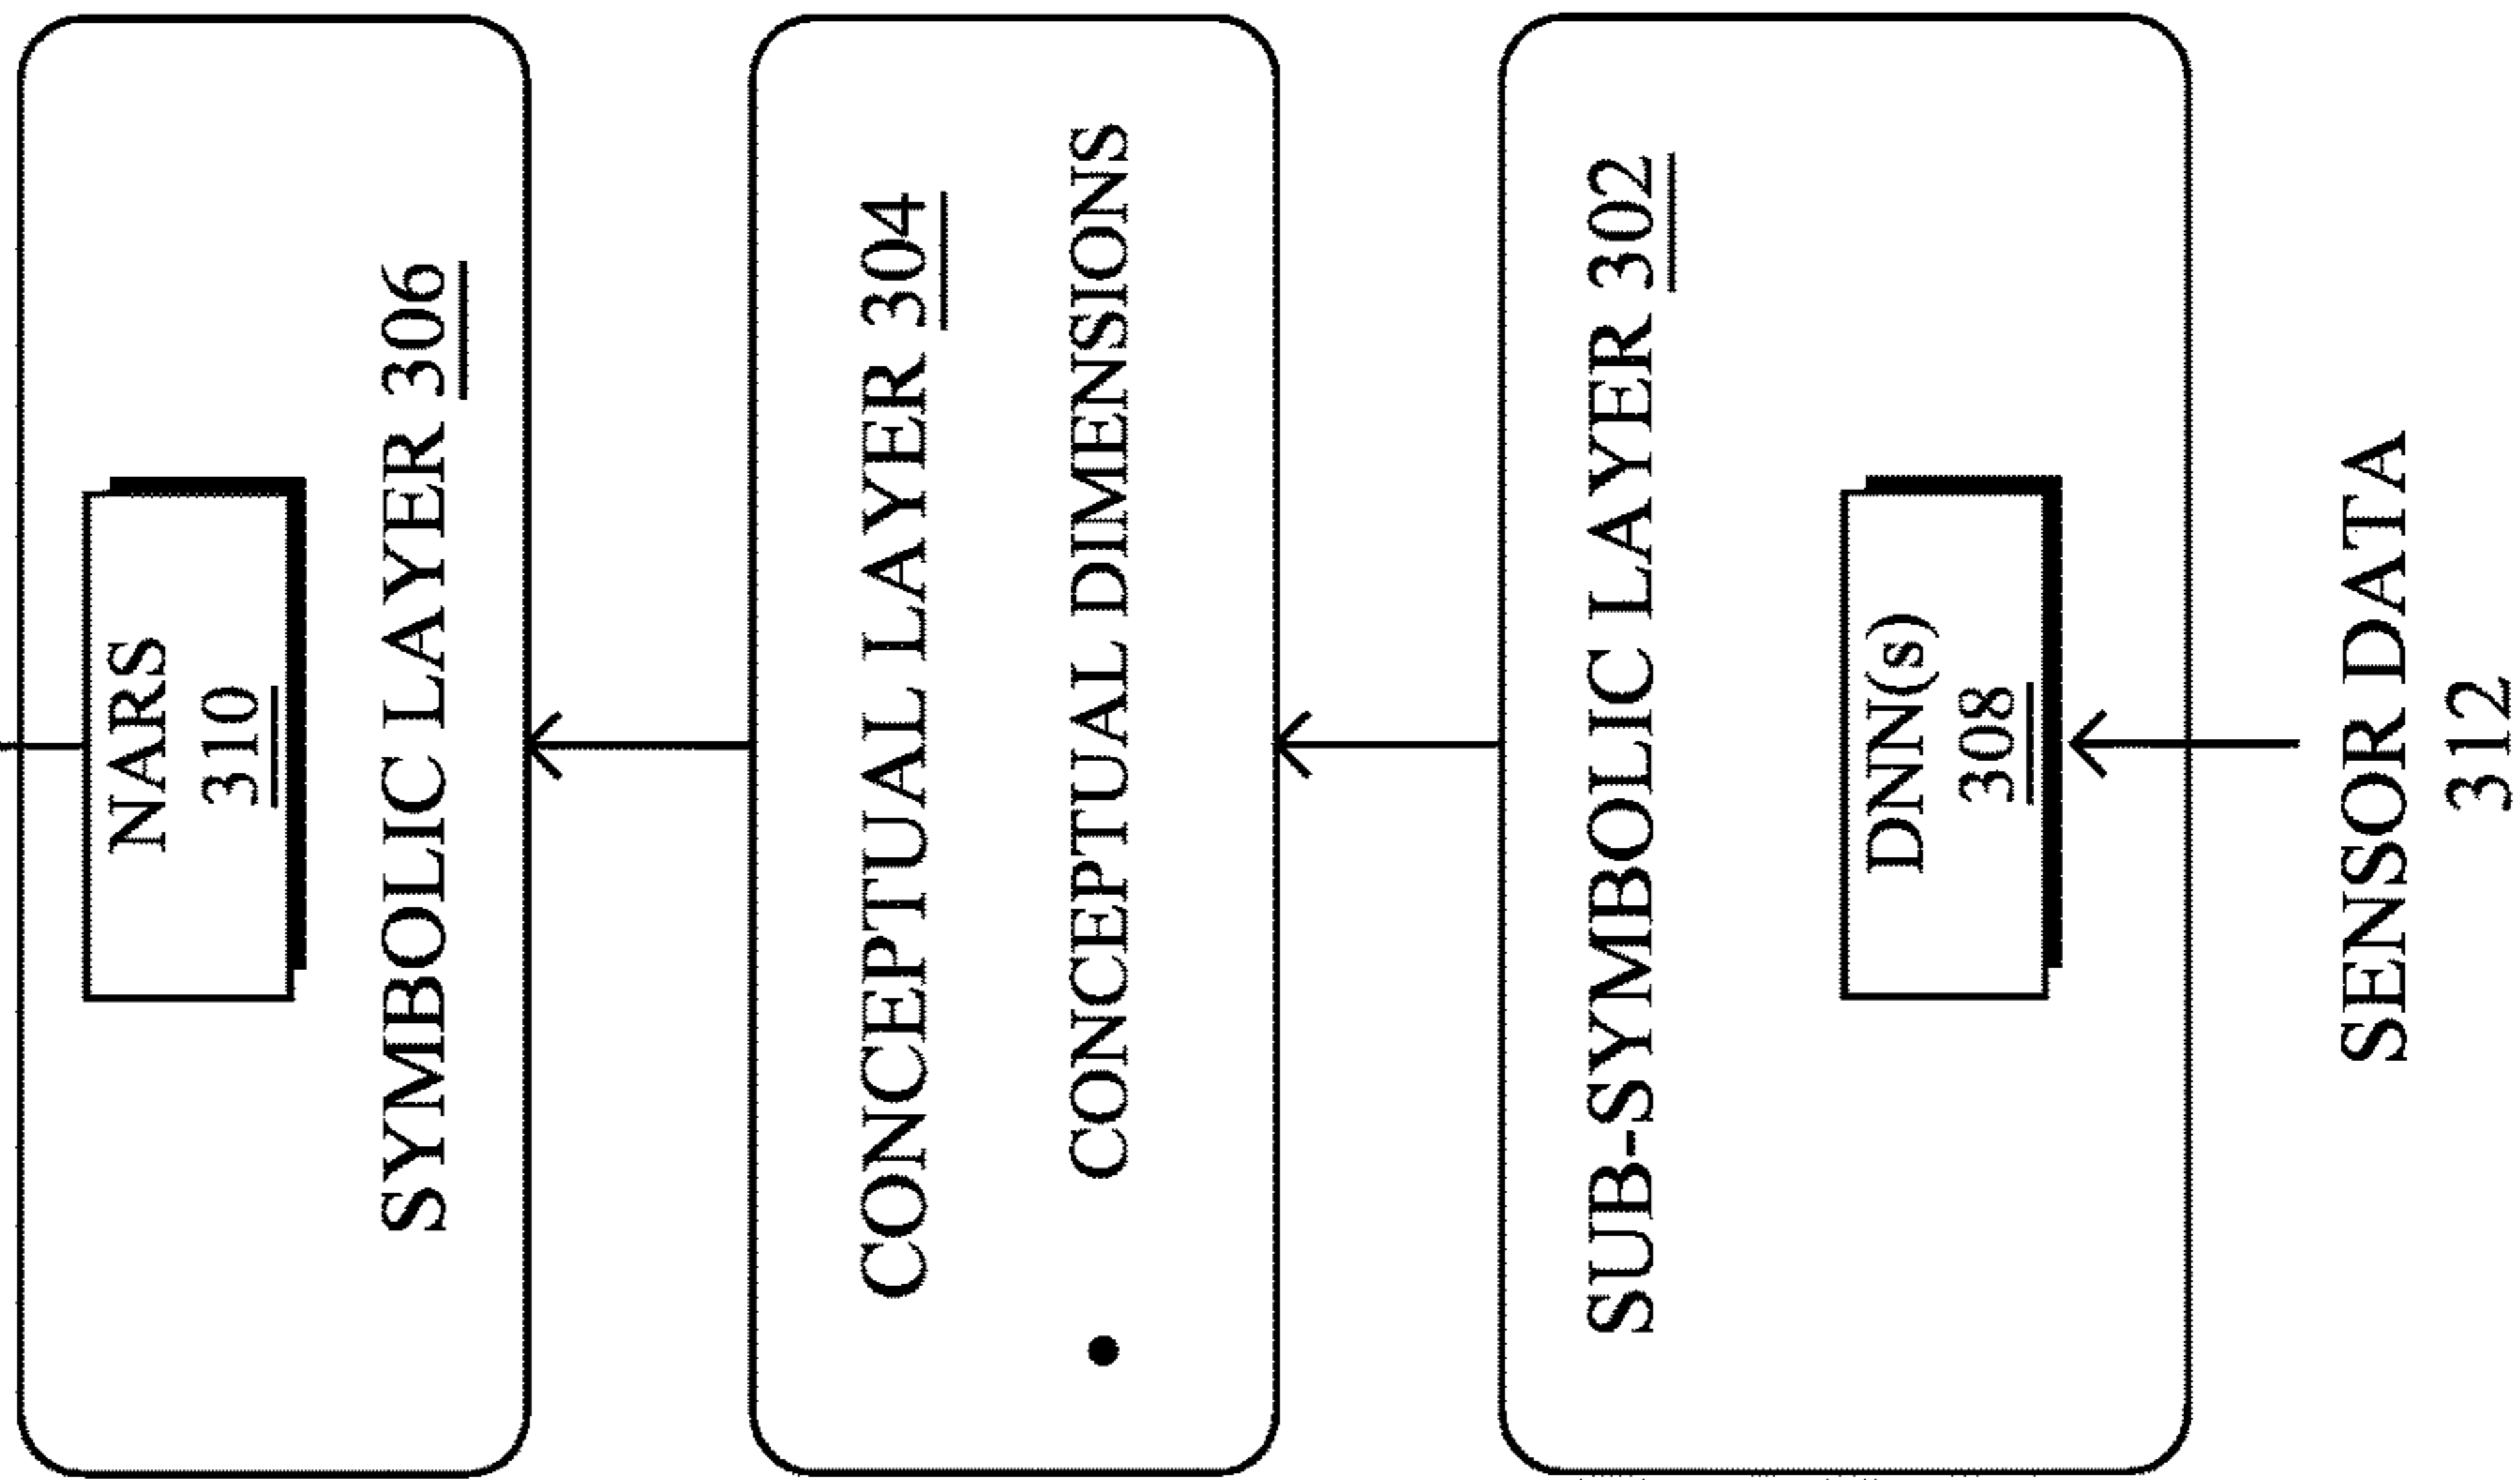 NARS
310
SYMBOLIC LAYER 306
CONCEPTUAL LAYER 304
• CONCEPTUAL DIMENSIONS
SUB-SYMBOLIC LAYER 302
DNN(s)
308
SENSOR DATA
312